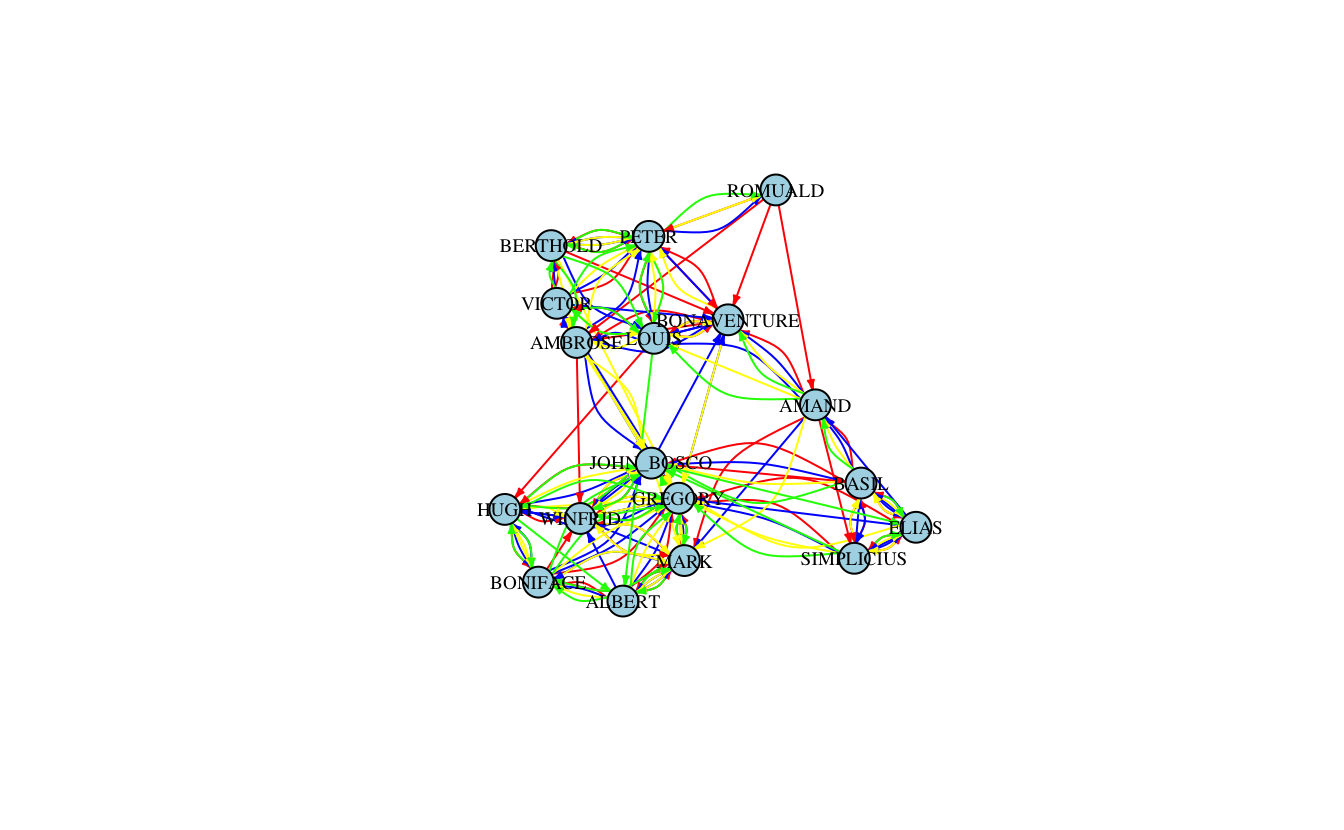 ROMUALD
PETER
BERTHOLD
VICTOR
BONAVENTURE
AMBROSE
LOUIS
AMAND
JOHN_BOSCO
BASIL
GREGORY
HUGH
WINFRID
ELIAS
MARK
SIMPLICIUS
BONIFACE
ALBERT